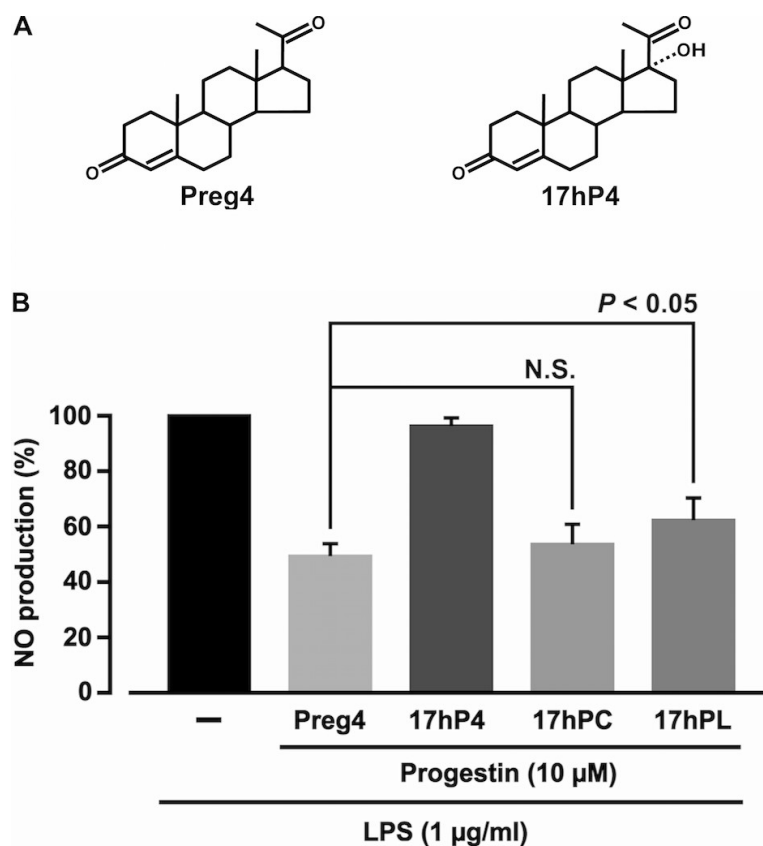 A
O
O
OH
O
O
Preg4
17hP4
B
P < 0.05
N.S.
NO production (%)
100
80
60
40
20
0
– Preg4 17hP4 17hPC 17hPL
Progestin (10 µM)
LPS (1 µg/ml)